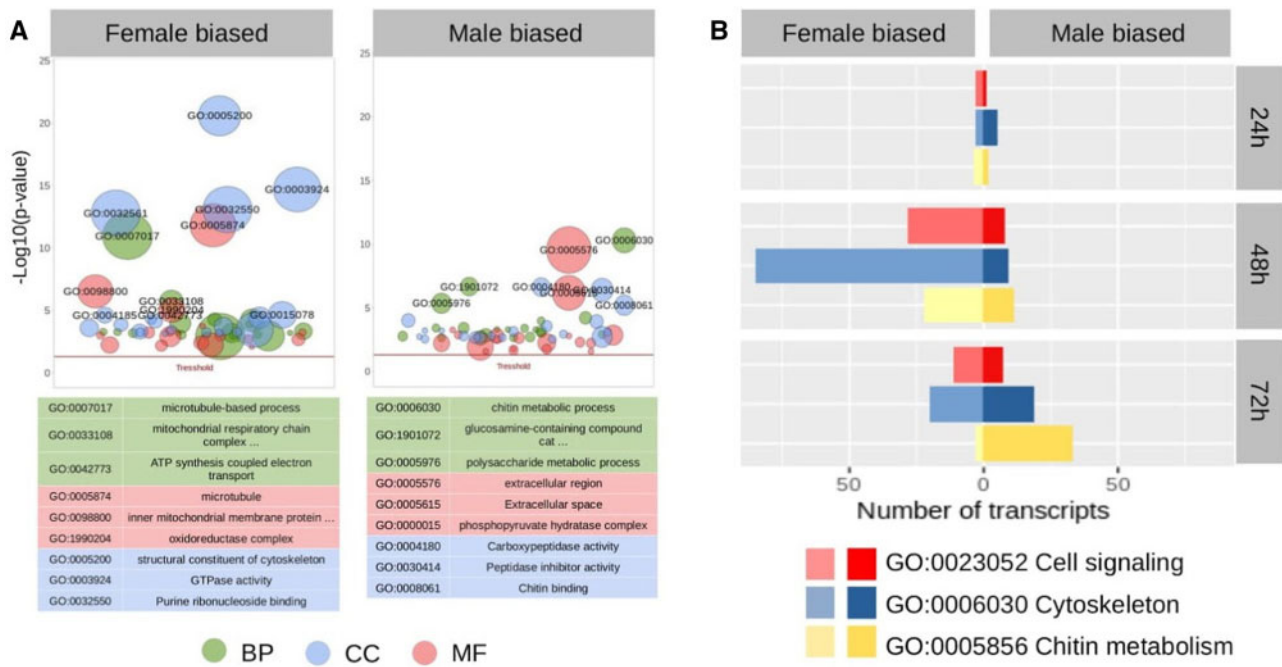 A
Female biased
Male biased
-Log10(p-value)
25
20
15
10
5
0
GO:0005200
GO:0003924
GO:0032561
GO:0032550
GO:0005874
GO:0007017
GO:0098800
GO:0033108
GO:1990204
GO:0004185
GO:0042773
GO:0015078
Tresshold
25
20
15
10
5
0
GO:0006030
GO:0005576
GO:1901072
GO:0004180
GO:0030414
GO:0005976
GO:0008061
Tresshold
GO:0007017 microtubule-based process
GO:0033108 mitochondrial respiratory chain
complex ...
GO:0042773 ATP synthesis coupled electron
transport
GO:0005874 microtubule
GO:0098800 inner mitochondrial membrane protein ...
GO:1990204 oxidoreductase complex
GO:0005200 structural constituent of cytoskeleton
GO:0003924 GTPase activity
GO:0032550 Purine ribonucleoside binding
GO:0006030 chitin metabolic process
GO:1901072 glucosamine-containing compound
cat ...
GO:0005976 polysaccharide metabolic process
GO:0005576 extracellular region
GO:0005615 Extracellular space
GO:0000015 phosphopyruvate hydratase complex
GO:0004180 Carboxypeptidase activity
GO:0030414 Peptidase inhibitor activity
GO:0008061 Chitin binding
BP CC MF
B
Female biased
Male biased
24h
48h
72h
50 0 50
Number of transcripts
GO:0023052 Cell signaling
GO:0006030 Cytoskeleton
GO:0005856 Chitin metabolism